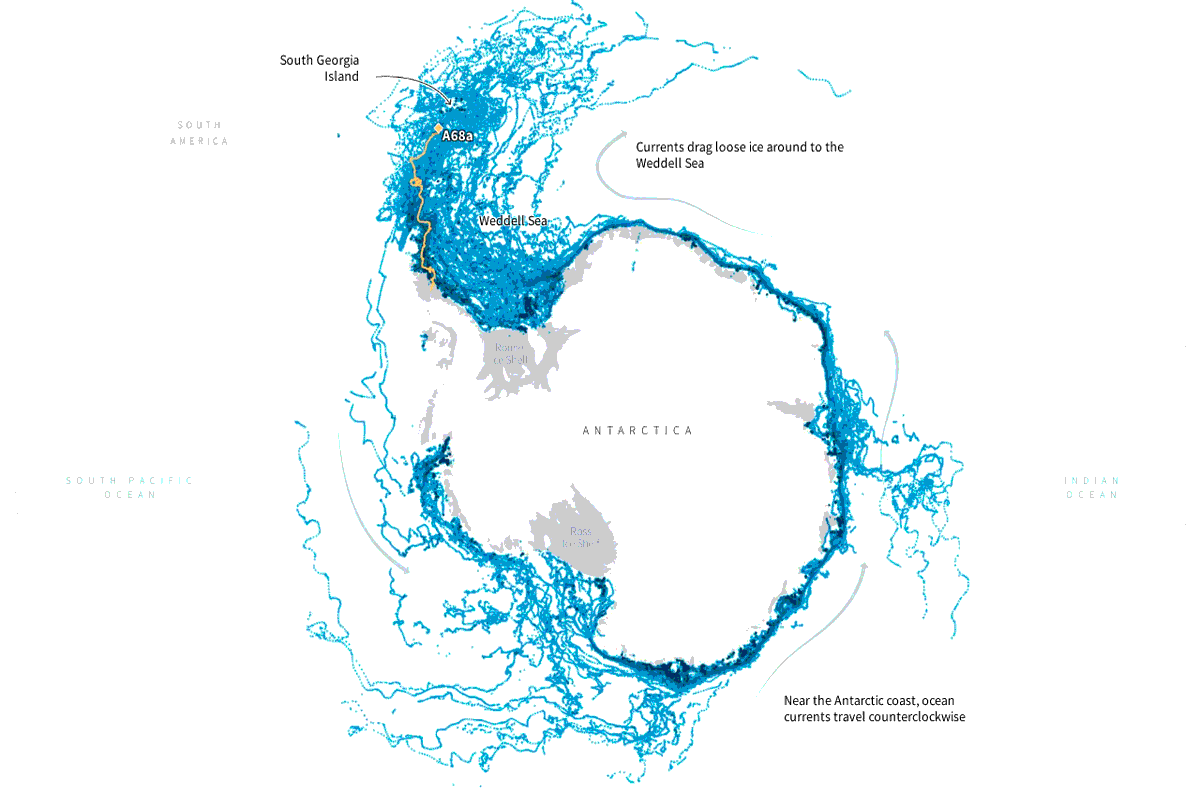 South Georgia
Island
SOUTH
AMERICA
A68a
Currents drag loose ice around to the
Weddell Sea
Weddell Sea
Ronne
Ice Shelf
ANTARCTICA
SOUTH PACIFIC
OCEAN
INDIAN
OCEAN
Ross
Ice Shelf
Near the Antarctic coast, ocean
currents travel counterclockwise